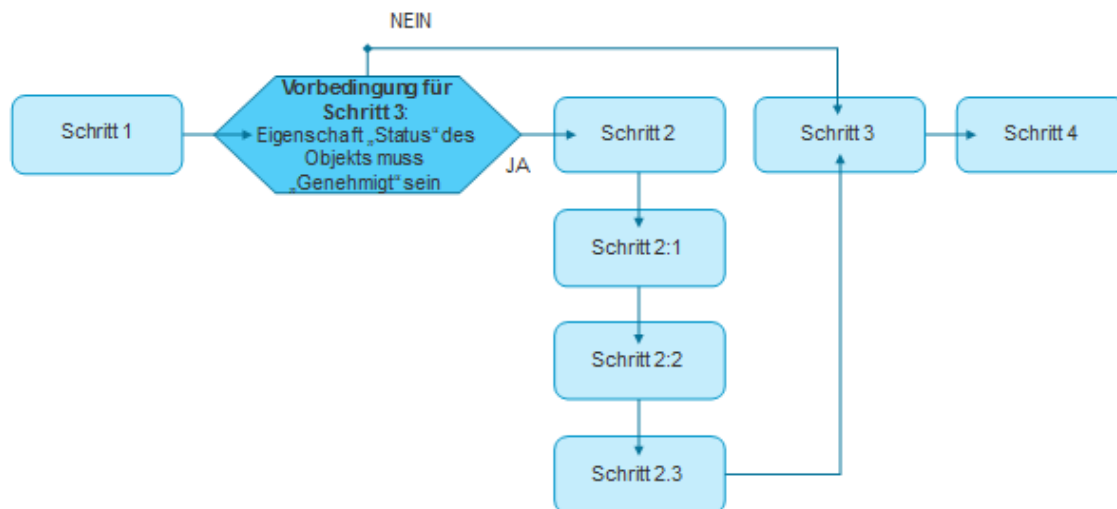 NEIN
Schritt 1
Vorbedingung für
Schritt 3:
Eigenschaft „Status“ des
Objekts muss
„Genehmigt“ sein
JA
Schritt 2
Schritt 3
Schritt 4
Schritt 2:1
Schritt 2:2
Schritt 2.3